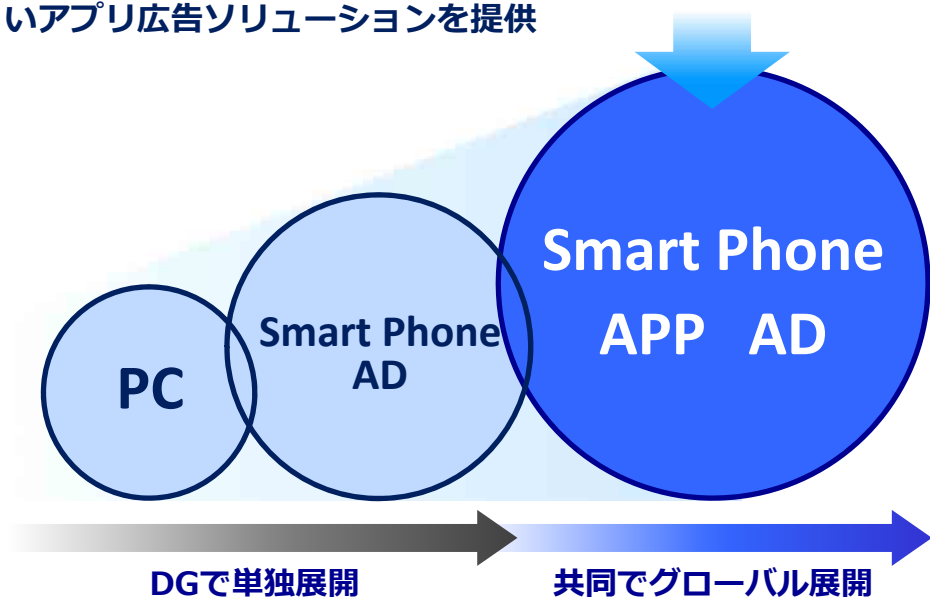 いアプリ広告ソリューションを提供
Smart Phone
APP AD
Smart Phone
AD
PC
DGで単独展開
共同でグローバル展開